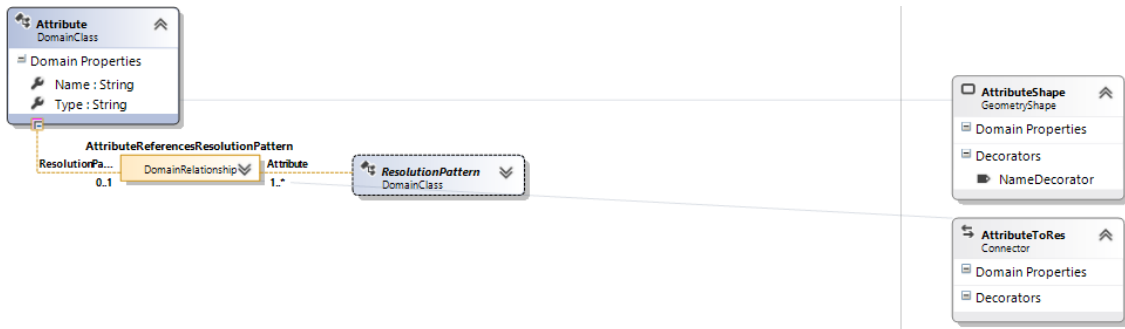 Attribute
DomainClass
Domain Properties
Name : String
Type : String
AttributeReferencesResolutionPattern
ResolutionPa...
0..1
DomainRelationship
Attribute
1..*
ResolutionPattern
DomainClass
AttributeShape
GeometryShape
Domain Properties
Decorators
NameDecorator
AttributeToRes
Connector
Domain Properties
Decorators